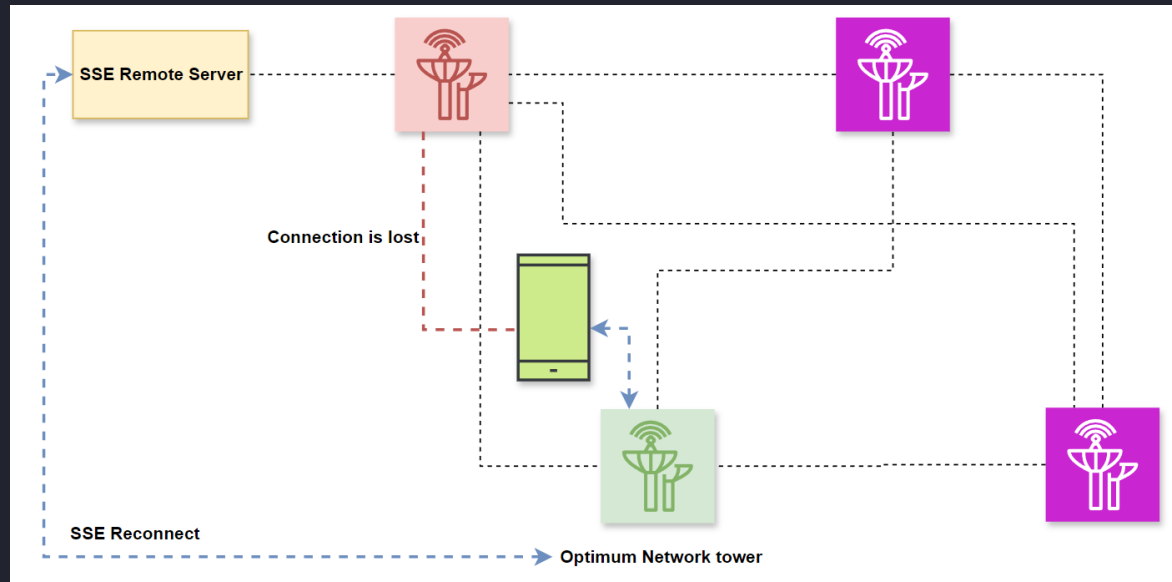 SSE Remote Server
Connection is lost
SSE Reconnect
Optimum Network tower